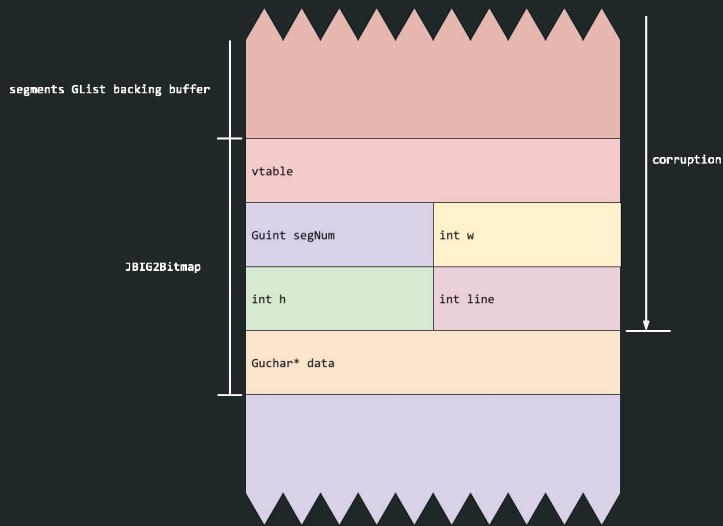 segments GList backing buffer
corruption
vtable
Guint segNum
int w
JBIG2Bitmap
int h
int line
Guchar* data